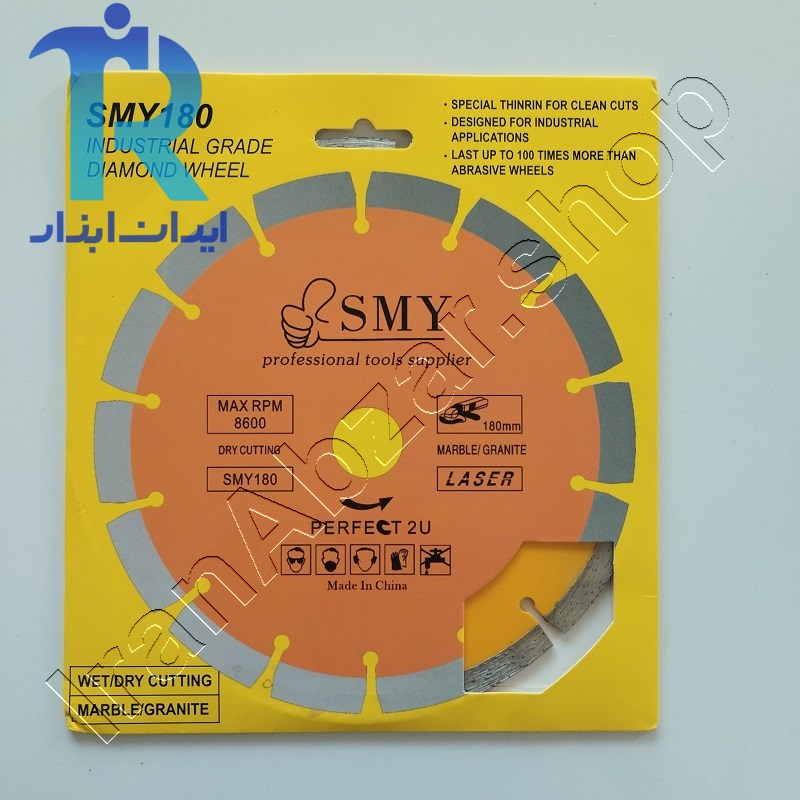 SMY180
INDUSTRIAL GRADE
DIAMOND WHEEL
ایران ابزار
• SPECIAL THINRIN FOR CLEAN CUTS
• DESIGNED FOR INDUSTRIAL
APPLICATIONS
• LAST UP TO 100 TIMES MORE THAN
ABRASIVE WHEELS
SMY
professional tools supplier
MAX RPM
8600
DRY CUTTING
SMY180
180mm
MARBLE/ GRANITE
LASER
PERFECT 2U
Made In China
WET/DRY CUTTING
MARBLE/GRANITE
IranAbzar.shop